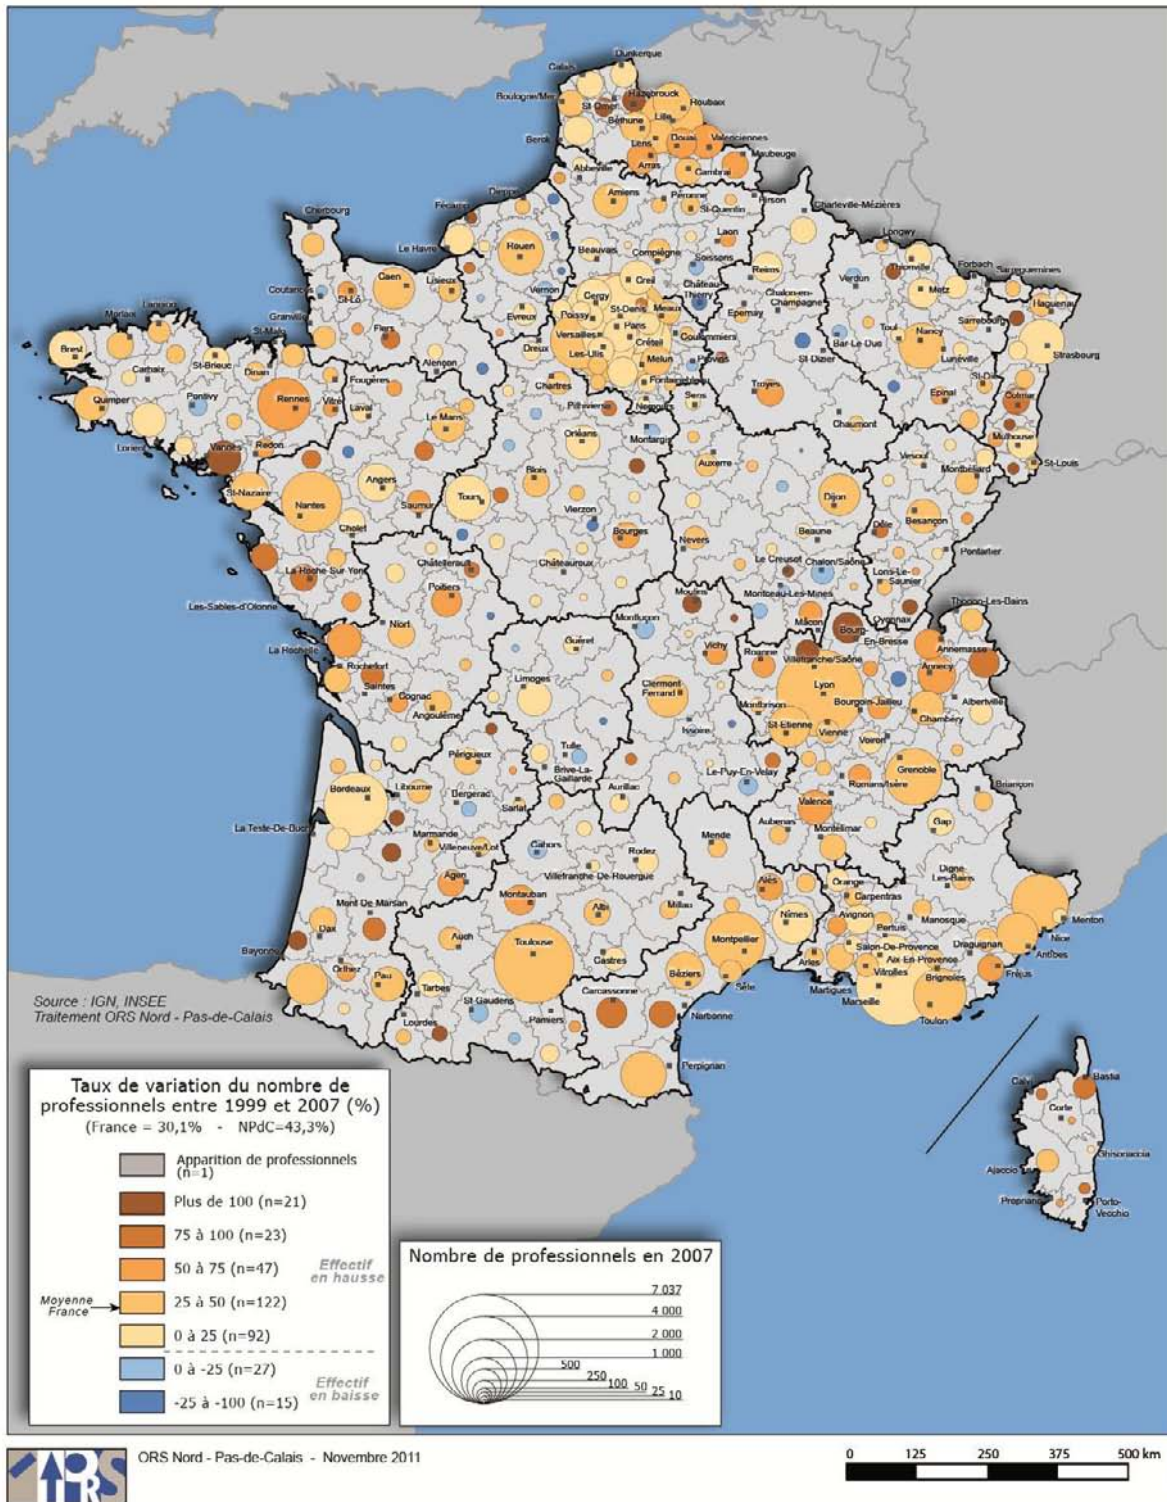 Dunkerque
Calais
Boulogne/Mer
St-Omer
Hazebrouck
Roubaix
Lille
Béthune
Berck
Lens
Douai
Valenciennes
Arras
Maubeuge
Cambrai
Abbeville
Dieppe
Amiens
Péronne
Hirson
Charleville-Mézières
St-Quentin
Cherbourg
Fécamp
Laon
Longwy
Le Havre
Rouen
Beauvais
Compiègne
Soissons
Thionville
Forbach
Sarreguemines
Caen
Lisieux
Creil
Reims
Verdun
Metz
Haguenau
Coutances
St-Lô
Vernon
Cergy
St-Denis
Meaux
Château-
Thierry
Chalon-en-
Champagne
Sarrebourg
Lannion
Morlaix
Granville
St-Malo
Flers
Evreux
Poissy
Paris
Epernay
Toul
Nancy
Strasbourg
Versailles
Créteil
Coulommiers
Bar-Le-Duc
Lunéville
Brest
St-Brieuc
Dinan
Alençon
Dreux
Les-Ulis
Melun
Provins
St-Dizier
St-Dié
Carhaix
Fougères
Chartres
Fontainebleau
Troyes
Epinal
Colmar
Quimper
Pontivy
Rennes
Vitré
Laval
Le Mans
Pithiviers
Nemours
Sens
Chaumont
Mulhouse
Lorient
Vannes
Redon
Orléans
Montargis
St-Louis
Auxerre
Vesoul
Montbéliard
St-Nazaire
Angers
Blois
Nantes
Saumur
Tours
Dijon
Besançon
Cholet
Vierzon
Bourges
Beaune
Dôle
Nevers
Pontarlier
La-Roche-Sur-Yon
Châtellerault
Châteauroux
Le Creusot
Chalon/Saône
Lons-Le-
Saunier
Poitiers
Montceau-Les-Mines
Les-Sables-d'Olonne
Moulins
Thonon-Les-Bains
Niort
Montluçon
Mâcon
Bourg-
En-Bresse
Oyonnax
La Rochelle
Guéret
Vichy
Roanne
Villefranche/Saône
Annemasse
Rochefort
Annecy
Saintes
Limoges
Clermont
Ferrand
Lyon
Cognac
Montbrison
Bourgoin-Jailleu
Albertville
Angoulême
St-Etienne
Vienne
Chambéry
Issoire
Voiron
Périgueux
Tulle
Brive-La-
Gaillarde
Le-Puy-En-Velay
Grenoble
Bordeaux
Libourne
Bergerac
Aurillac
Romans/Isère
Briançon
Sarlat
Valence
La Teste-De-Buch
Marmande
Aubenas
Montélimar
Gap
Villeneuve/Lot
Cahors
Rodez
Mende
Agen
Villefranche-De-Rouergue
Digne
Les-Bains
Mont De Marsan
Montauban
Alès
Orange
Carpentras
Albi
Millau
Menton
Dax
Nîmes
Avignon
Manosque
Bayonne
Auch
Toulouse
Montpellier
Pertuis
Nice
Salon-De-Provence
Draguignan
Antibes
Orthez
Castres
Arles
Aix-En-Provence
Pau
Béziers
Vitrolles
Brignoles
Fréjus
Tarbes
Carcassonne
Sète
Martigues
Marseille
Toulon
St-Gaudens
Pamiers
Narbonne
Lourdes
Perpignan
Bastia
Calvi
Corte
Ghisonaccia
Ajaccio
Propriano
Porto-
Vecchio
Source : IGN, INSEE
Traitement ORS Nord - Pas-de-Calais
Taux de variation du nombre de
professionnels entre 1999 et 2007 (%)
(France = 30,1% - NPdC=43,3%)
Apparition de professionnels
(n=1)
Plus de 100 (n=21)
75 à 100 (n=23)
50 à 75 (n=47)
Effectif
en hausse
Moyenne
France
25 à 50 (n=122)
0 à 25 (n=92)
0 à -25 (n=27)
Effectif
en baisse
-25 à -100 (n=15)
Nombre de professionnels en 2007
7 037
4 000
2 000
1 000
500
250
100
50
25
10
ORS Nord - Pas-de-Calais - Novembre 2011
0 125 250 375 500 km